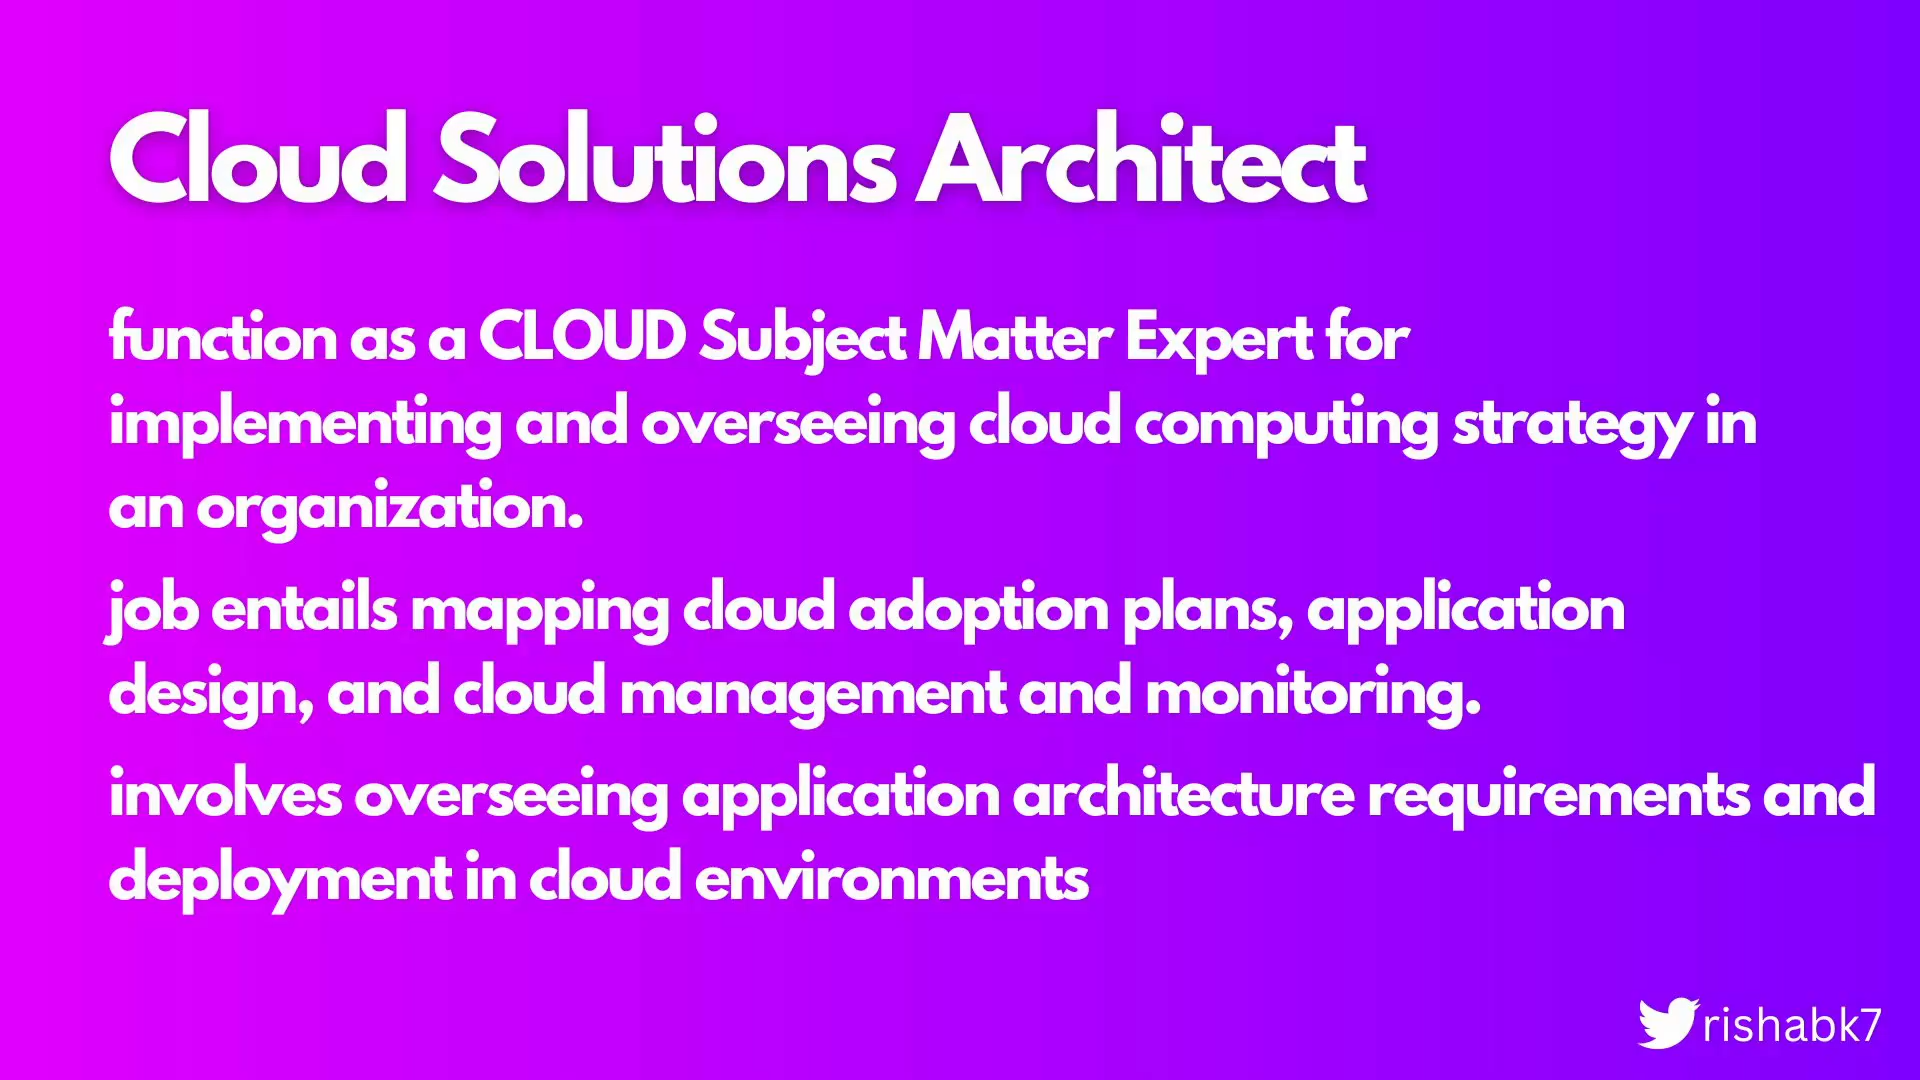 Cloud Solutions Architect
function as a CLOUD Subject Matter Expert for
implementing and overseeing cloud computing strategy in
an organization.
job entails mapping cloud adoption plans, application
design, and cloud management and monitoring.
involves overseeing application architecture requirements and
deployment in cloud environments
rishabk7